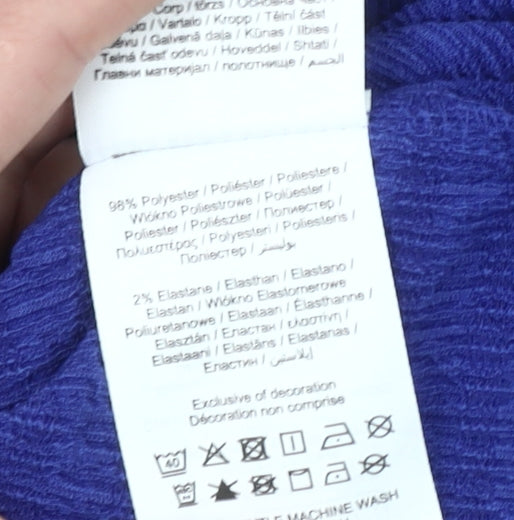 Corp / törzs / Основна
/ Vartalo / Kropp / Tělní část
/ Galvenā daļa / Kūnas / Ilbies /
Telná časť odevu / Hoveddel / Shtati /
Главни материјал / полотнище / الجسم
98% Polyester / Poliéster / Poliestere /
Włókno Poliestrowe / Polüester /
Poliester / Poliészter / Полиестер /
Πολυεστέρας / Polyesteri / Poliesteris /
Полиестер / بوليستر
2% Elastane / Elasthan / Elastano /
Elastan / Włókno Elastomerowe
Poliuretanowe / Elastaan / Élasthanne /
Elasztán / Еластан / ελαστίνη /
Elastaani / Elastāns / Elastanas /
Еластин / إيلاستين
Exclusive of decoration
Décoration non comprise
40
MACHINE WASH